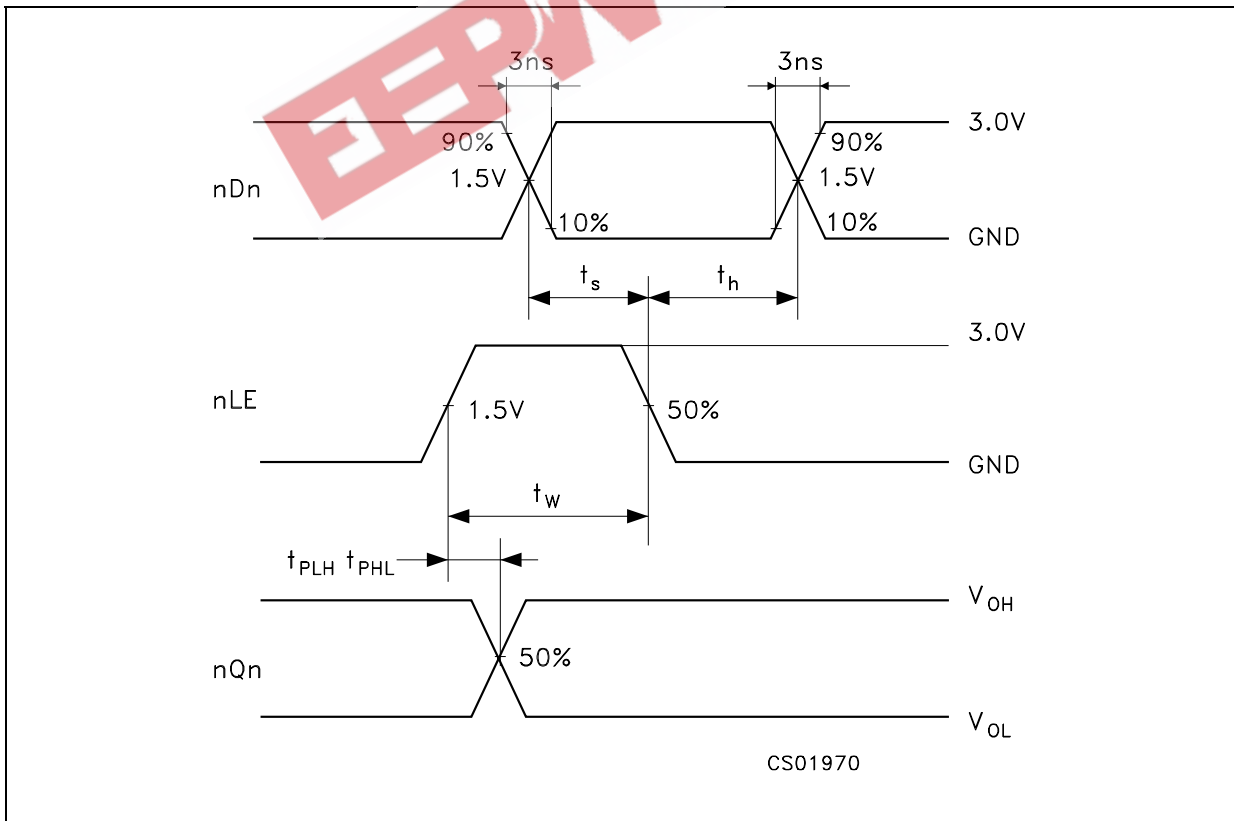 EEPW
3ns 3ns
3.0V
90% 90%
nDn 1.5V 1.5V
10% 10%
GND
ts th
3.0V
nLE 1.5V 50%
GND
tW
tPLH tPHL
VOH
nQn 50%
VOL
CS01970